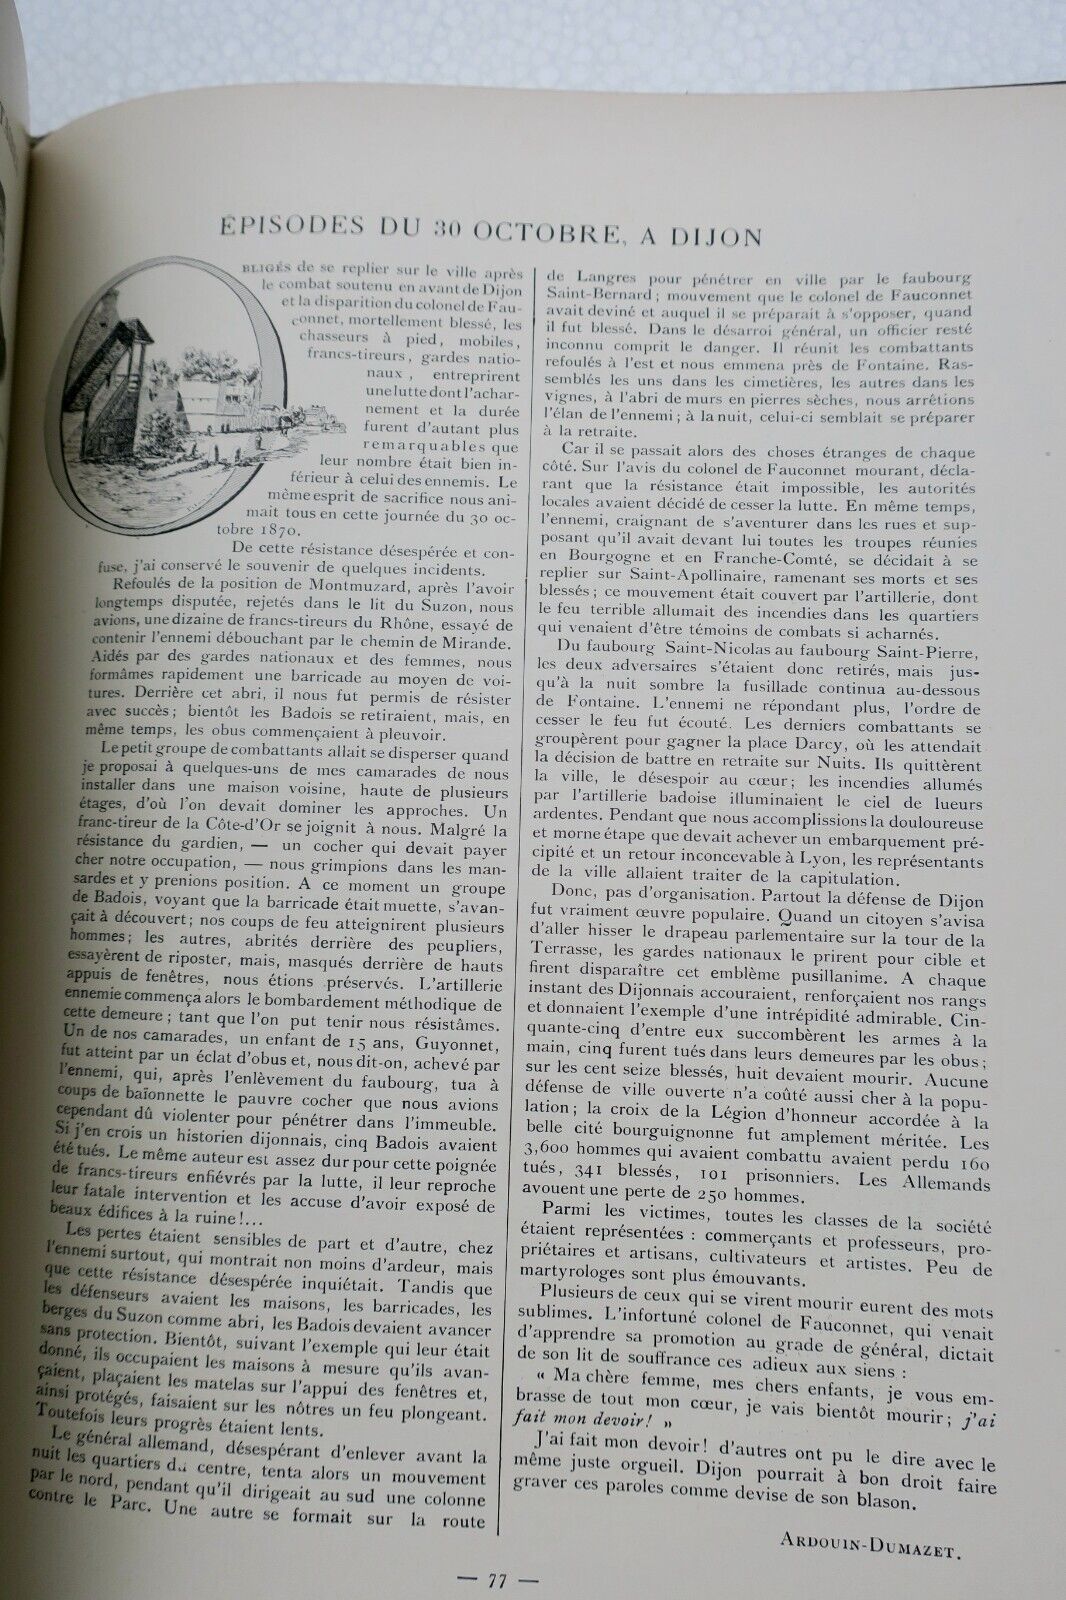 ÉPISODES DU 30 OCTOBRE, A DIJON
BLIGÉS de se replier sur le ville après
le combat soutenu en avant de Dijon
et la disparition du colonel de Fau-
connet, mortellement blessé, les
chasseurs à pied, mobiles,
francs-tireurs, gardes natio-
naux, entreprirent
une lutte dont l'achar-
nement et la durée
furent d'autant plus
remarquables que
leur nombre était bien in-
férieur à celui des ennemis. Le
même esprit de sacrifice nous ani-
mait tous en cette journée du 30 oc-
tobre 1870.
De cette résistance désespérée et con-
fuse, j'ai conservé le souvenir de quelques incidents.
Refoulés de la position de Montmuzard, après l'avoir
longtemps disputée, rejetés dans le lit du Suzon, nous
avions, une dizaine de francs-tireurs du Rhône, essayé de
contenir l'ennemi débouchant par le chemin de Mirande.
Aidés par des gardes nationaux et des femmes, nous
formâmes rapidement une barricade au moyen de voi-
tures. Derrière cet abri, il nous fut permis de résister
avec succès; bientôt les Badois se retiraient, mais, en
même temps, les obus commençaient à pleuvoir.
Le petit groupe de combattants allait se disperser quand
je proposai à quelques-uns de mes camarades de nous
installer dans une maison voisine, haute de plusieurs
étages, d'où l'on devait dominer les approches. Un
franc-tireur de la Côte-d'Or se joignit à nous. Malgré la
résistance du gardien, — un cocher qui devait payer
cher notre occupation, — nous grimpions dans les man-
sardes et y prenions position. A ce moment un groupe
de Badois, voyant que la barricade était muette, s'avan-
çait à découvert; nos coups de feu atteignirent plusieurs
hommes; les autres, abrités derrière des peupliers,
essayèrent de riposter, mais, masqués derrière de hauts
appuis de fenêtres, nous étions préservés. L'artillerie
ennemie commença alors le bombardement méthodique de
cette demeure; tant que l'on put tenir nous résistâmes.
Un de nos camarades, un enfant de 15 ans, Guyonnet,
fut atteint par un éclat d'obus et, nous dit-on, achevé par
l'ennemi, qui, après l'enlèvement du faubourg, tua à
coups de baïonnette le pauvre cocher que nous avions
cependant dû violenter pour pénétrer dans l'immeuble.
Si j'en crois un historien dijonnais, cinq Badois avaient
été tués. Le même auteur est assez dur pour cette poignée
de francs-tireurs enfiévrés par la lutte, il leur reproche
leur fatale intervention et les accuse d'avoir exposé de
beaux édifices à la ruine!...
Les pertes étaient sensibles de part et d'autre, chez
l'ennemi surtout, qui montrait non moins d'ardeur, mais
que cette résistance désespérée inquiétait. Tandis que
les défenseurs avaient les maisons, les barricades, les
berges du Suzon comme abri, les Badois devaient avancer
sans protection. Bientôt, suivant l'exemple qui leur était
donné, ils occupaient les maisons à mesure qu'ils avan-
çaient, plaçaient les matelas sur l'appui des fenêtres et,
ainsi protégés, faisaient sur les nôtres un feu plongeant.
Toutefois leurs progrès étaient lents.
Le général allemand, désespérant d'enlever avant la
nuit les quartiers du centre, tenta alors un mouvement
par le nord, pendant qu'il dirigeait au sud une colonne
contre le Parc. Une autre se formait sur la route
de Langres pour pénétrer en ville par le faubourg
Saint-Bernard; mouvement que le colonel de Fauconnet
avait deviné et auquel il se préparait à s'opposer, quand
il fut blessé. Dans le désarroi général, un officier resté
inconnu comprit le danger. Il réunit les combattants
refoulés à l'est et nous emmena près de Fontaine. Ras-
semblés les uns dans les cimetières, les autres dans les
vignes, à l'abri de murs en pierres sèches, nous arrêtions
l'élan de l'ennemi; à la nuit, celui-ci semblait se préparer
à la retraite.
Car il se passait alors des choses étranges de chaque
côté. Sur l'avis du colonel de Fauconnet mourant, décla-
rant que la résistance était impossible, les autorités
locales avaient décidé de cesser la lutte. En même temps,
l'ennemi, craignant de s'aventurer dans les rues et sup-
posant qu'il avait devant lui toutes les troupes réunies
en Bourgogne et en Franche-Comté, se décidait à se
replier sur Saint-Apollinaire, ramenant ses morts et ses
blessés; ce mouvement était couvert par l'artillerie, dont
le feu terrible allumait des incendies dans les quartiers
qui venaient d'être témoins de combats si acharnés.
Du faubourg Saint-Nicolas au faubourg Saint-Pierre,
les deux adversaires s'étaient donc retirés, mais jus-
qu'à la nuit sombre la fusillade continua au-dessous
de Fontaine. L'ennemi ne répondant plus, l'ordre de
cesser le feu fut écouté. Les derniers combattants se
groupèrent pour gagner la place Darcy, où les attendait
la décision de battre en retraite sur Nuits. Ils quittèrent
la ville, le désespoir au cœur; les incendies allumés
par l'artillerie badoise illuminaient le ciel de lueurs
ardentes. Pendant que nous accomplissions la douloureuse
et morne étape que devait achever un embarquement pré-
cipité et un retour inconcevable à Lyon, les représentants
de la ville allaient traiter de la capitulation.
Donc, pas d'organisation. Partout la défense de Dijon
fut vraiment œuvre populaire. Quand un citoyen s'avisa
d'aller hisser le drapeau parlementaire sur la tour de la
Terrasse, les gardes nationaux le prirent pour cible et
firent disparaître cet emblème pusillanime. A chaque
instant des Dijonnais accouraient, renforçaient nos rangs
et donnaient l'exemple d'une intrépidité admirable. Cin-
quante-cinq d'entre eux succombèrent les armes à la
main, cinq furent tués dans leurs demeures par les obus;
sur les cent seize blessés, huit devaient mourir. Aucune
défense de ville ouverte n'a coûté aussi cher à la popu-
lation; la croix de la Légion d'honneur accordée à la
belle cité bourguignonne fut amplement méritée. Les
3,600 hommes qui avaient combattu avaient perdu 160
tués, 341 blessés, 101 prisonniers. Les Allemands
avouent une perte de 250 hommes.
Parmi les victimes, toutes les classes de la société
étaient représentées : commerçants et professeurs, pro-
priétaires et artisans, cultivateurs et artistes. Peu de
martyrologes sont plus émouvants.
Plusieurs de ceux qui se virent mourir eurent des mots
sublimes. L'infortuné colonel de Fauconnet, qui venait
d'apprendre sa promotion au grade de général, dictait
de son lit de souffrance ces adieux aux siens :
« Ma chère femme, mes chers enfants, je vous em-
brasse de tout mon cœur, je vais bientôt mourir; j'ai
fait mon devoir! »
J'ai fait mon devoir! d'autres ont pu le dire avec le
même juste orgueil. Dijon pourrait à bon droit faire
graver ces paroles comme devise de son blason.
ARDOUIN-DUMAZET.
— 77 —